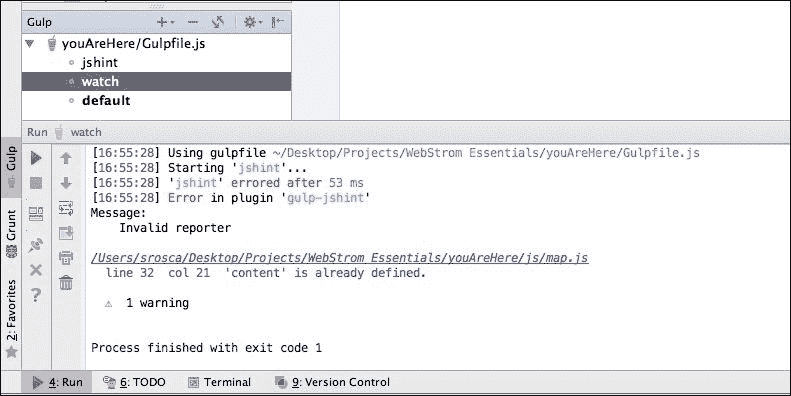 Gulp
youAreHere/Gulpfile.js
jshint
watch
default
Run watch
[16:55:28] Using gulpfile ~/Desktop/Projects/WebStrom Essentials/youAreHere/Gulpfile.js
[16:55:28] Starting 'jshint'...
[16:55:28] 'jshint' errored after 53 ms
[16:55:28] Error in plugin 'gulp-jshint'
Message:
Invalid reporter
/Users/srosca/Desktop/Projects/WebStrom Essentials/youAreHere/js/map.js
line 32 col 21 'content' is already defined.
⚠ 1 warning
Process finished with exit code 1
Gulp
Grunt
2: Favorites
4: Run
6: TODO
Terminal
9: Version Control